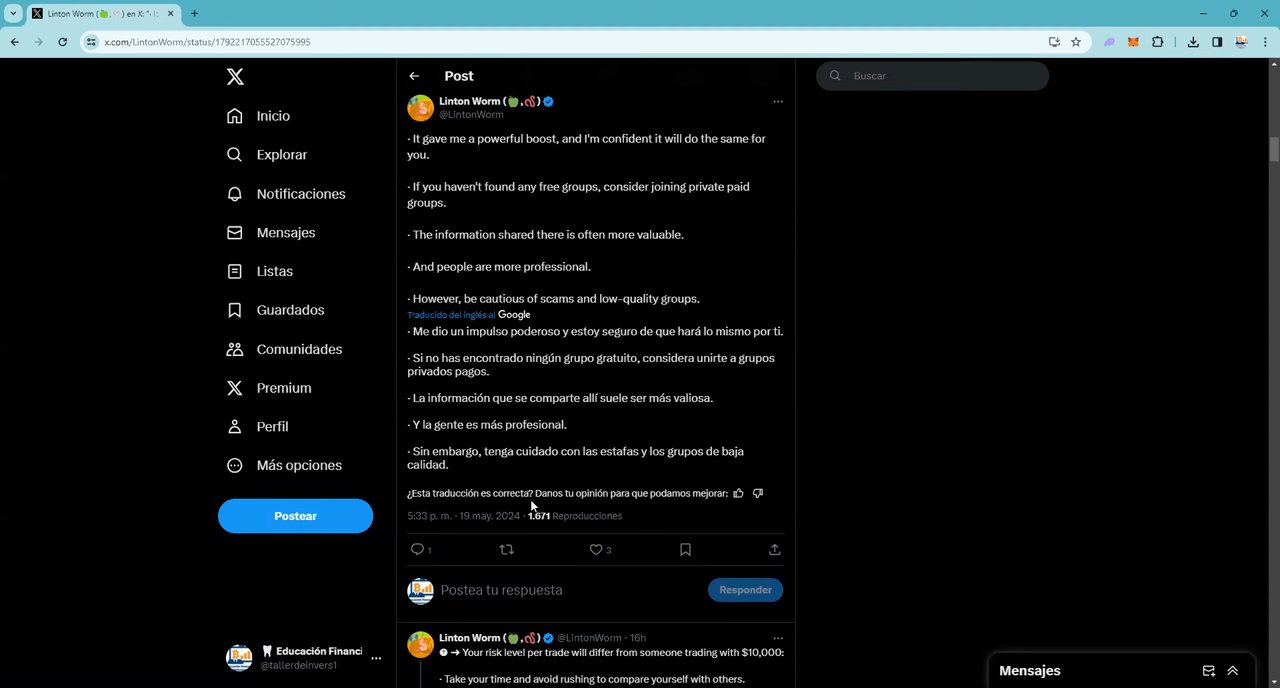 Linton Worm (🍏,🪱) en X: "· It
x.com/LintonWorm/status/1792217055527075995
Post
Buscar
Inicio
Explorar
Notificaciones
Mensajes
Listas
Guardados
Comunidades
Premium
Perfil
Más opciones
Postear
Educación Financi
@tallerdeinvers1
Linton Worm (🍏,🪱)
@LintonWorm
· It gave me a powerful boost, and I'm confident it will do the same for
you.
· If you haven't found any free groups, consider joining private paid
groups.
· The information shared there is often more valuable.
· And people are more professional.
· However, be cautious of scams and low-quality groups.
Traducido del inglés al Google
· Me dio un impulso poderoso y estoy seguro de que hará lo mismo por ti.
· Si no has encontrado ningún grupo gratuito, considera unirte a grupos
privados pagos.
· La información que se comparte allí suele ser más valiosa.
· Y la gente es más profesional.
· Sin embargo, tenga cuidado con las estafas y los grupos de baja
calidad.
¿Esta traducción es correcta? Danos tu opinión para que podamos mejorar:
5:33 p. m. · 19 may. 2024 · 1.671 Reproducciones
1
3
Postea tu respuesta
Responder
Linton Worm (🍏,🪱) @LintonWorm · 16h
➔ Your risk level per trade will differ from someone trading with $10,000:
· Take your time and avoid rushing to compare yourself with others.
Mensajes